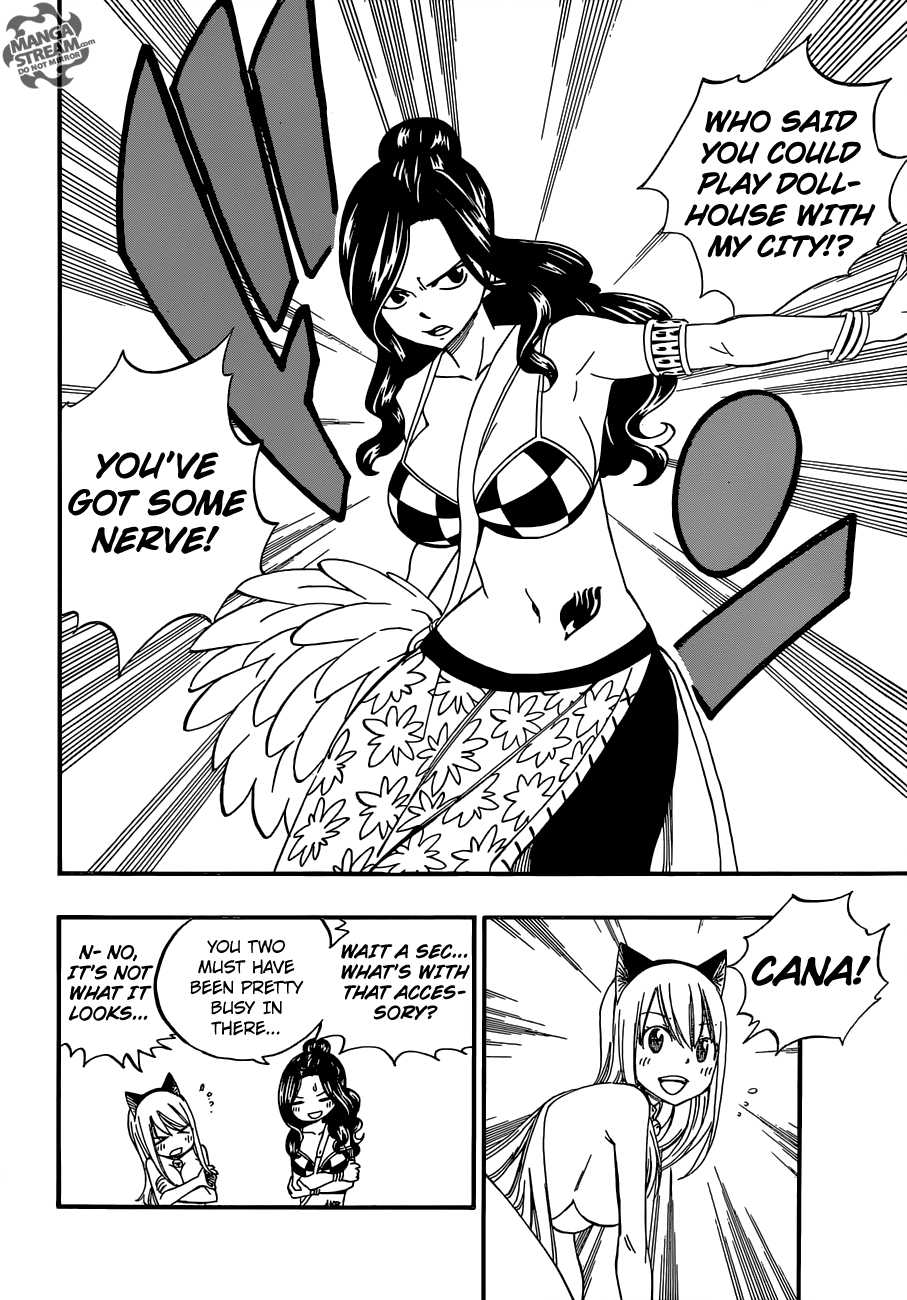 MANGA
STREAM.com
DO NOT MIRROR
WHO SAID
YOU COULD
PLAY DOLL-
HOUSE WITH
MY CITY!?
YOU'VE
GOT SOME
NERVE!
CANA!
WAIT A SEC...
WHAT'S WITH
THAT ACCES-
SORY?
YOU TWO
MUST HAVE
BEEN PRETTY
BUSY IN
THERE...
N- NO,
IT'S NOT
WHAT IT
LOOKS...